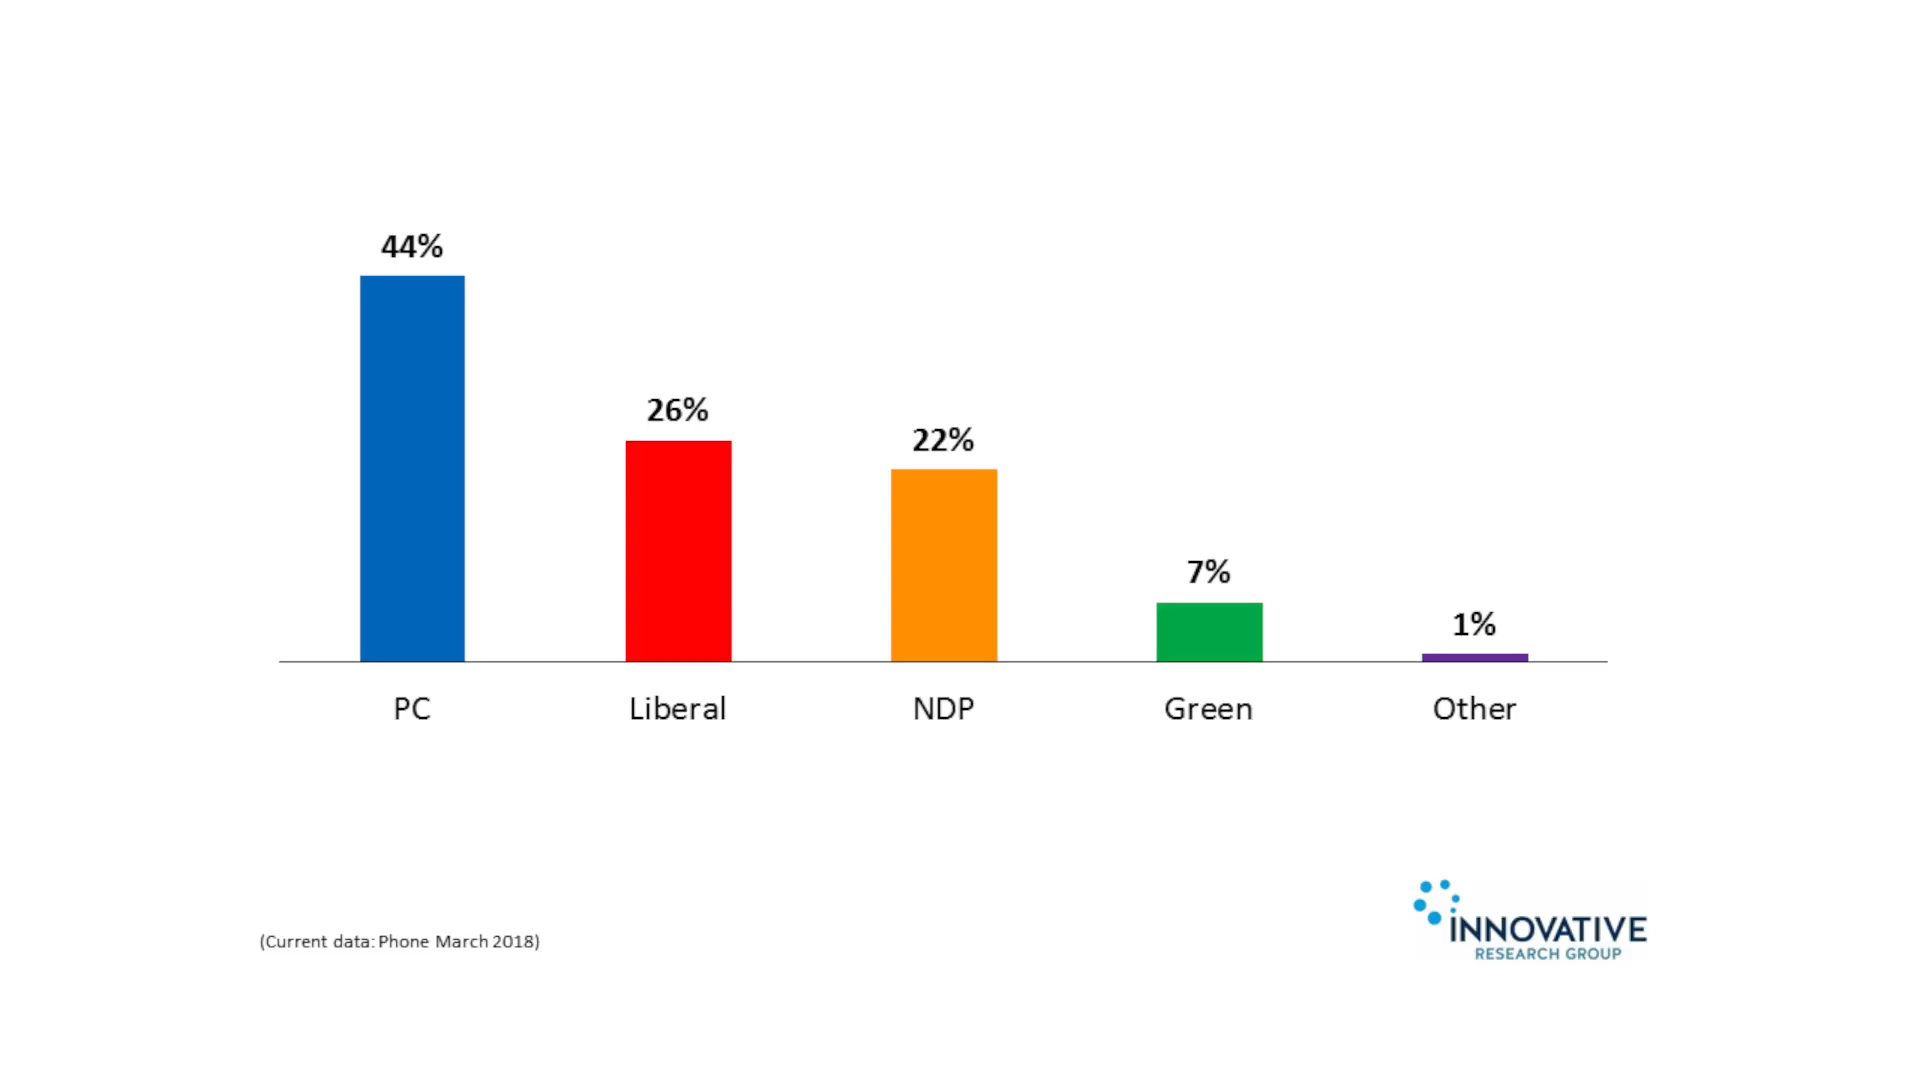 44%
26%
22%
7%
1%
PC Liberal NDP Green Other
(Current data: Phone March 2018)
INNOVATIVE
RESEARCH GROUP